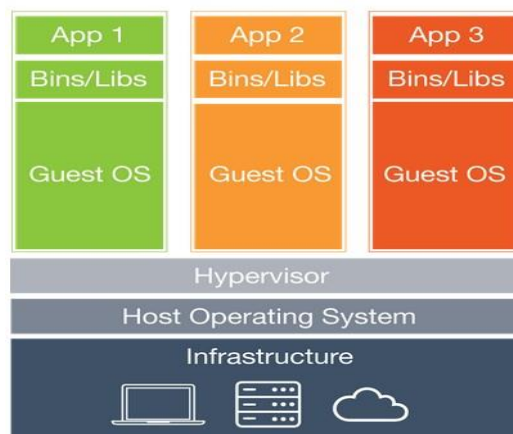 App 1 App 2 App 3
Bins/Libs Bins/Libs Bins/Libs
Guest OS Guest OS Guest OS
Hypervisor
Host Operating System
Infrastructure